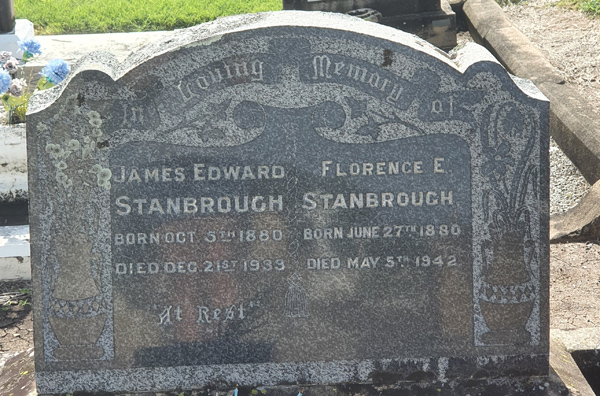 In Loving Memory of
JAMES EDWARD
STANBROUGH
BORN OCT. 5TH 1880
DIED DEC. 21ST 1939
"At Rest"
FLORENCE E.
STANBROUGH
BORN JUNE 27TH 1880
DIED MAY 5TH 1942